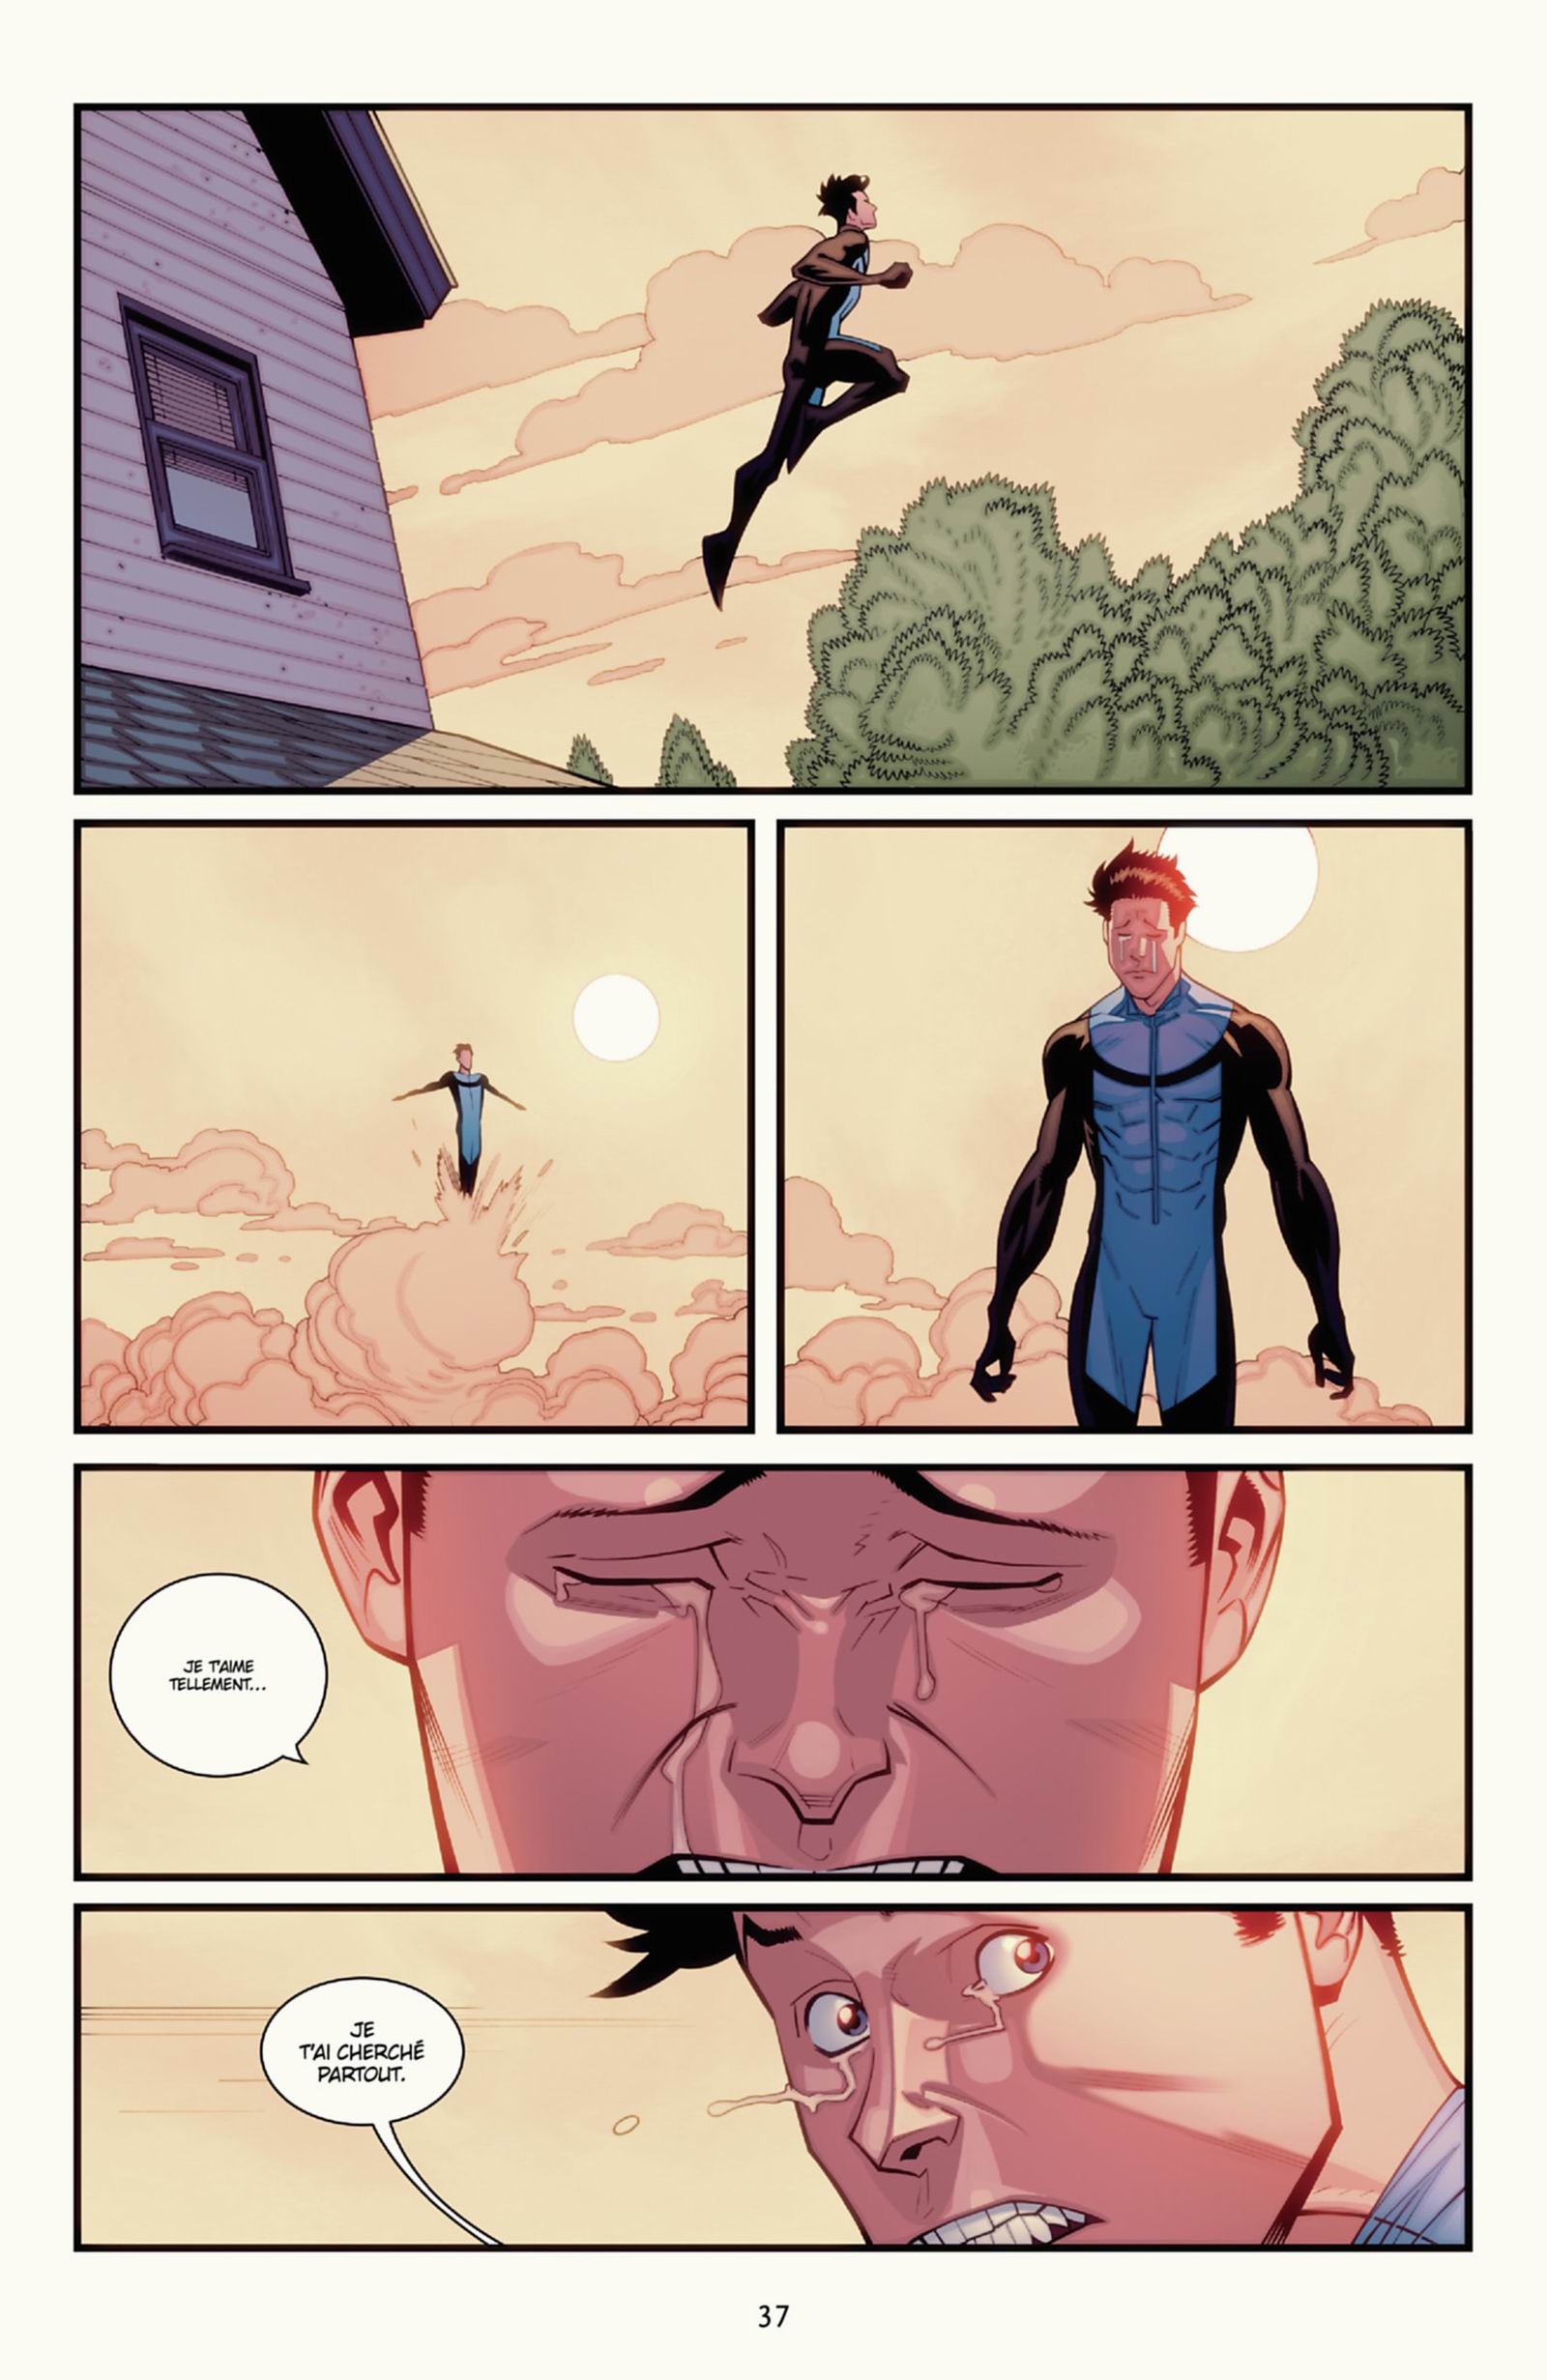 JE T'AIME
TELLEMENT...
JE
T'AI CHERCHÉ
PARTOUT.
37